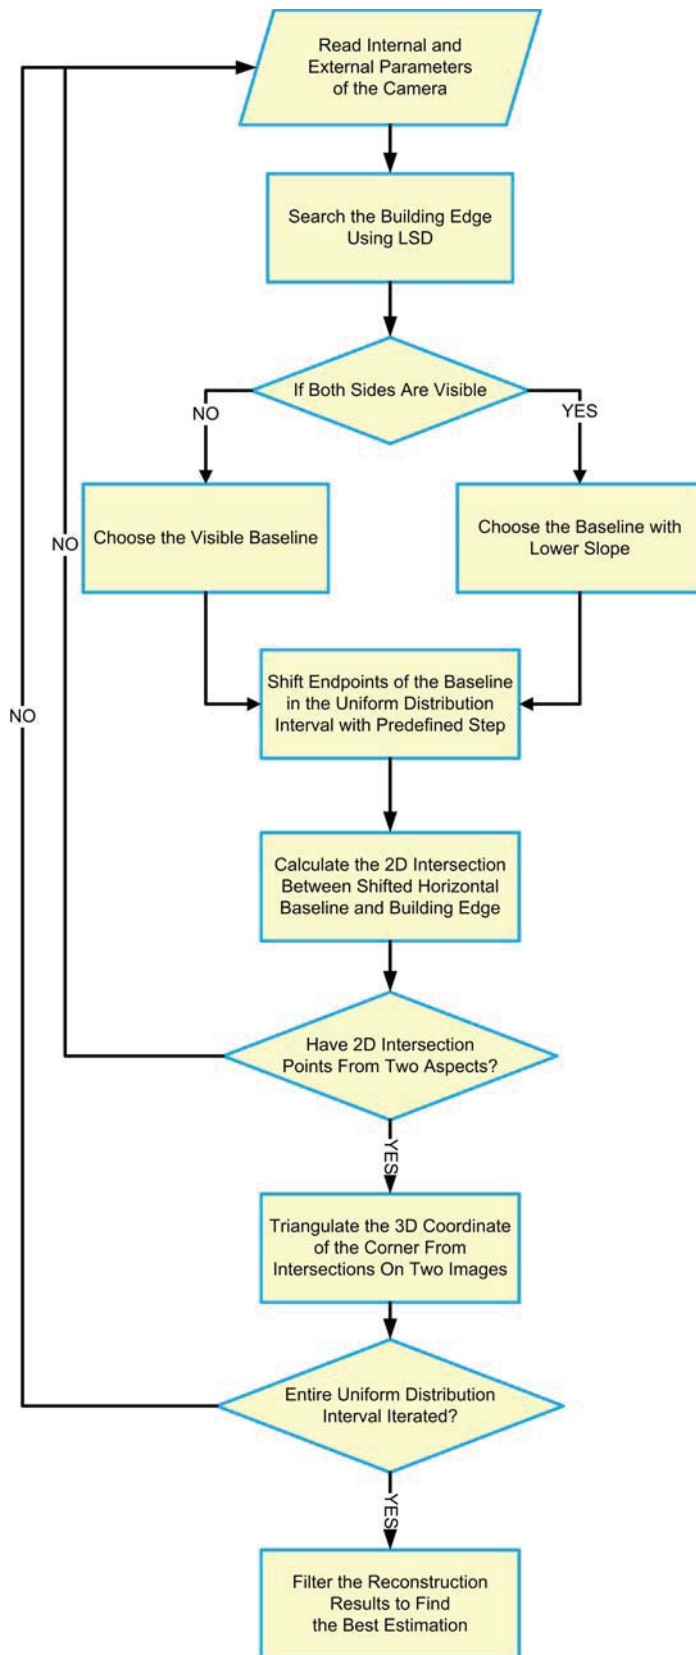 Read Internal and
External Parameters
of the Camera
Search the Building Edge
Using LSD
If Both Sides Are Visible
NO
YES
Choose the Visible Baseline
Choose the Baseline with
Lower Slope
NO
Shift Endpoints of the Baseline
in the Uniform Distribution
Interval with Predefined Step
NO
Calculate the 2D Intersection
Between Shifted Horizontal
Baseline and Building Edge
Have 2D Intersection
Points From Two Aspects?
YES
Triangulate the 3D Coordinate
of the Corner From
Intersections On Two Images
Entire Uniform Distribution
Interval Iterated?
YES
Filter the Reconstruction
Results to Find
the Best Estimation